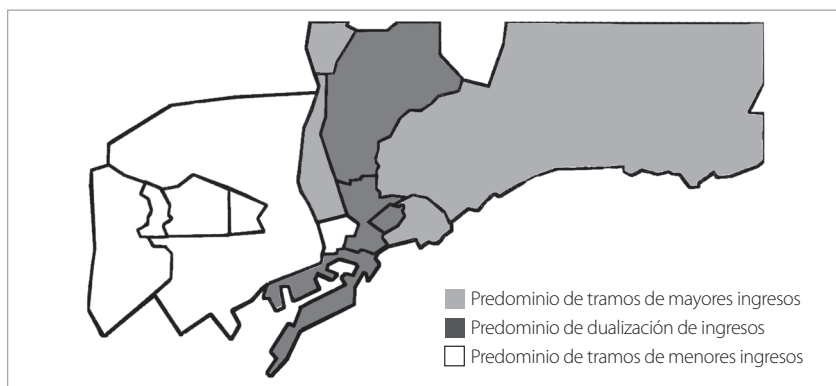 Predominio de tramos de mayores ingresos
Predominio de dualización de ingresos
Predominio de tramos de menores ingresos